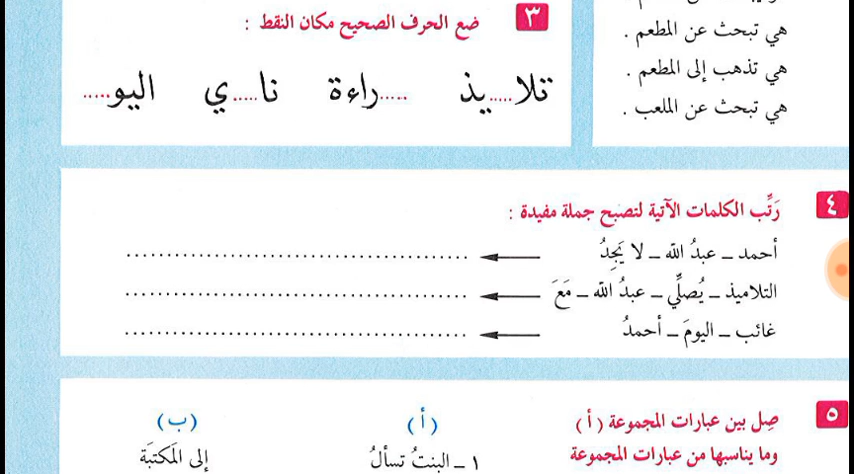 هي تبحث عن المطعم .
هي تذهب إلى المطعم .
هي تبحث عن الملعب .
٣ ضع الحرف الصحيح مكان النقط :
تلا.....يذ .....راءة نا.....ي اليو.....
٤ رَتِّب الكلمات الآتية لتصبح جملة مفيدة :
أحمد ـ عبدُ الله ـ لا يَجِدُ ..........................................
التلاميذ ـ يُصلِّي ـ عبدُ الله ـ مَعَ ..........................................
غائب ـ اليومَ ـ أحمدُ ..........................................
٥ صِل بين عبارات المجموعة ( أ )
وما يناسبها من عبارات المجموعة
( أ ) ( ب )
١ ـ البنتُ تسألُ إلى المَكتبَة